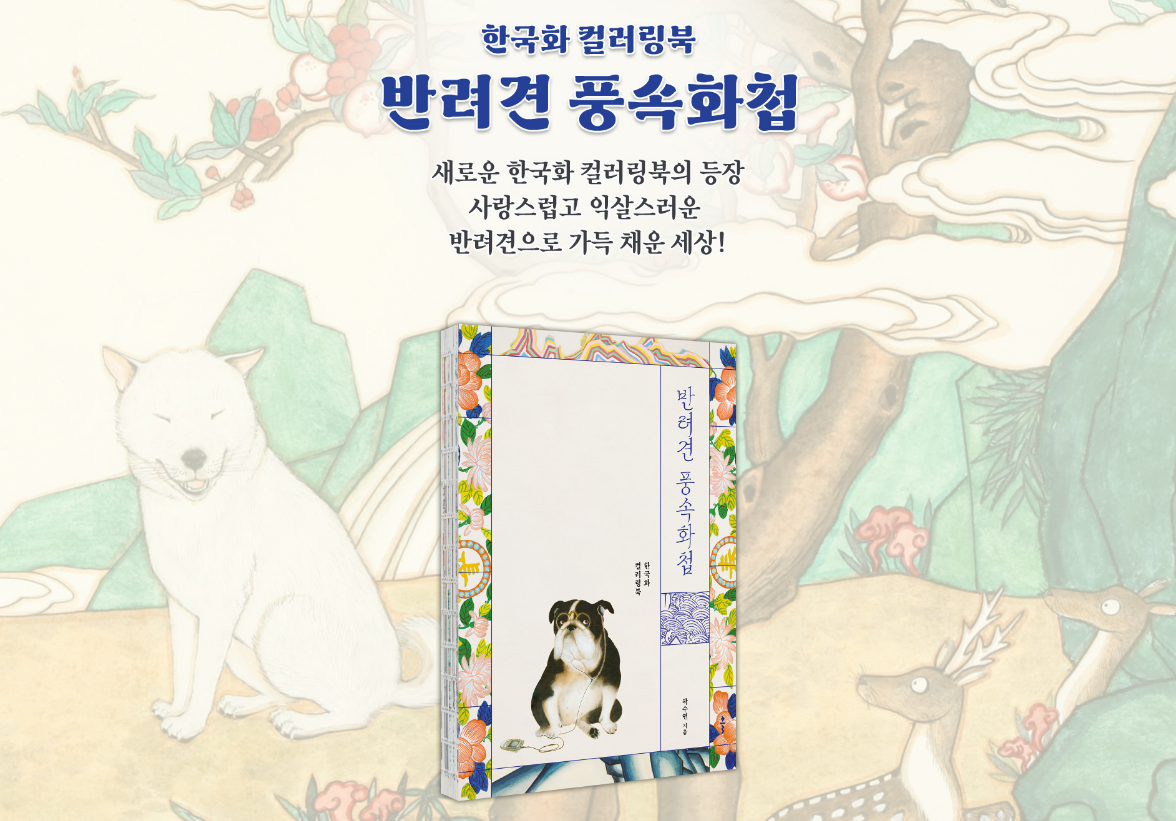 한국화 컬러링북
반려견 풍속화첩
새로운 한국화 컬러링북의 등장
사랑스럽고 익살스러운
반려견으로 가득 채운 세상!
반려견 풍속화첩
한국화
컬러링북
지음